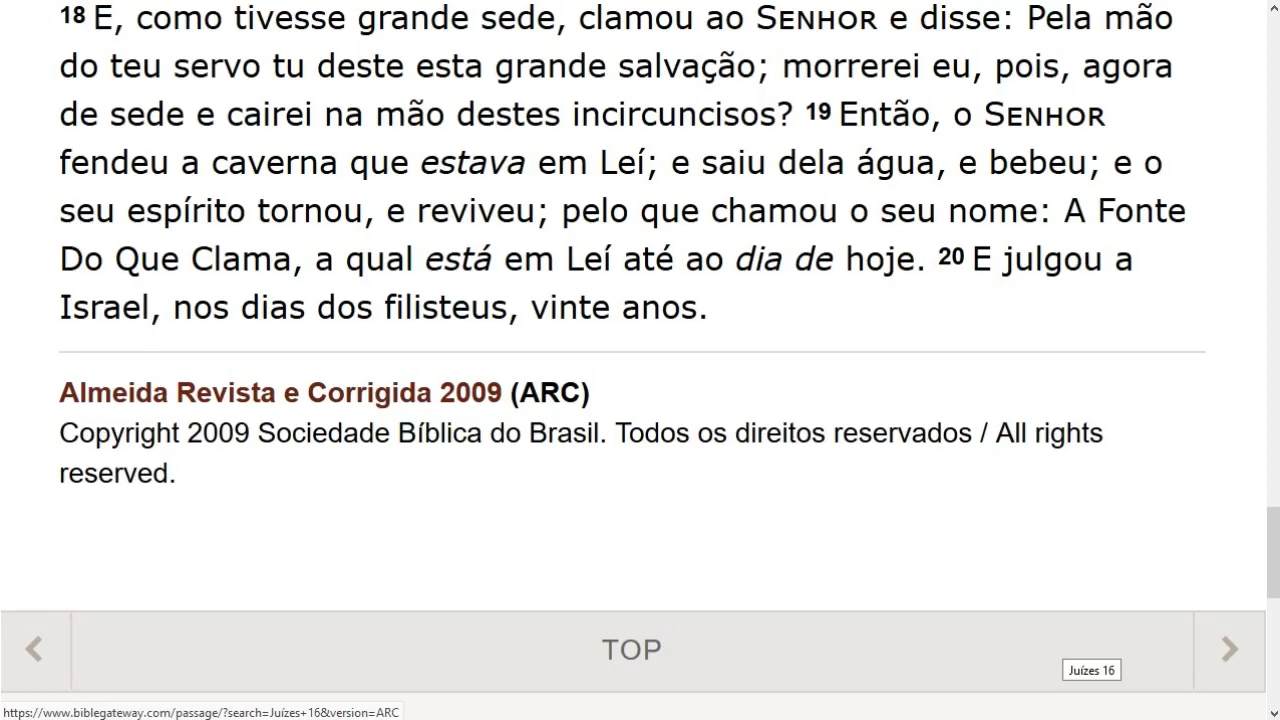 18 E, como tivesse grande sede, clamou ao SENHOR e disse: Pela mão
do teu servo tu deste esta grande salvação; morrerei eu, pois, agora
de sede e cairei na mão destes incircuncisos? 19 Então, o SENHOR
fendeu a caverna que estava em Leí; e saiu dela água, e bebeu; e o
seu espírito tornou, e reviveu; pelo que chamou o seu nome: A Fonte
Do Que Clama, a qual está em Leí até ao dia de hoje. 20 E julgou a
Israel, nos dias dos filisteus, vinte anos.
Almeida Revista e Corrigida 2009 (ARC)
Copyright 2009 Sociedade Bíblica do Brasil. Todos os direitos reservados / All rights
reserved.
TOP
Juízes 16
https://www.biblegateway.com/passage/?search=Juízes+16&version=ARC